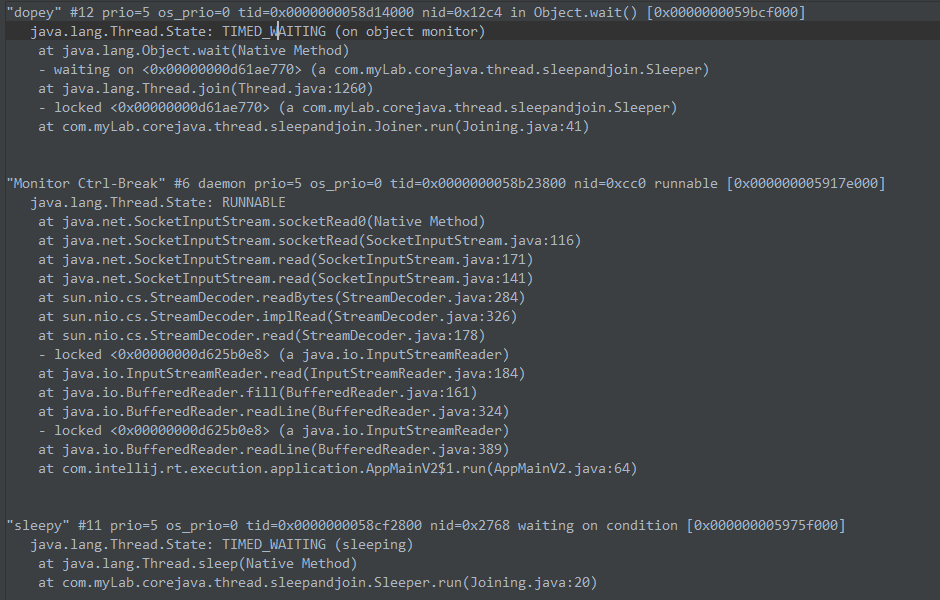 "dopey" #12 prio=5 os_prio=0 tid=0x0000000058d14000 nid=0x12c4 in Object.wait() [0x0000000059bcf000]
java.lang.Thread.State: TIMED_WAITING (on object monitor)
at java.lang.Object.wait(Native Method)
- waiting on <0x00000000d61ae770> (a com.myLab.corejava.thread.sleepandjoin.Sleeper)
at java.lang.Thread.join(Thread.java:1260)
- locked <0x00000000d61ae770> (a com.myLab.corejava.thread.sleepandjoin.Sleeper)
at com.myLab.corejava.thread.sleepandjoin.Joiner.run(Joining.java:41)
"Monitor Ctrl-Break" #6 daemon prio=5 os_prio=0 tid=0x0000000058b23800 nid=0xcc0 runnable [0x000000005917e000]
java.lang.Thread.State: RUNNABLE
at java.net.SocketInputStream.socketRead0(Native Method)
at java.net.SocketInputStream.socketRead(SocketInputStream.java:116)
at java.net.SocketInputStream.read(SocketInputStream.java:171)
at java.net.SocketInputStream.read(SocketInputStream.java:141)
at sun.nio.cs.StreamDecoder.readBytes(StreamDecoder.java:284)
at sun.nio.cs.StreamDecoder.implRead(StreamDecoder.java:326)
at sun.nio.cs.StreamDecoder.read(StreamDecoder.java:178)
- locked <0x00000000d625b0e8> (a java.io.InputStreamReader)
at java.io.InputStreamReader.read(InputStreamReader.java:184)
at java.io.BufferedReader.fill(BufferedReader.java:161)
at java.io.BufferedReader.readLine(BufferedReader.java:324)
- locked <0x00000000d625b0e8> (a java.io.InputStreamReader)
at java.io.BufferedReader.readLine(BufferedReader.java:389)
at com.intellij.rt.execution.application.AppMainV2$1.run(AppMainV2.java:64)
"sleepy" #11 prio=5 os_prio=0 tid=0x0000000058cf2800 nid=0x2768 waiting on condition [0x000000005975f000]
java.lang.Thread.State: TIMED_WAITING (sleeping)
at java.lang.Thread.sleep(Native Method)
at com.myLab.corejava.thread.sleepandjoin.Sleeper.run(Joining.java:20)